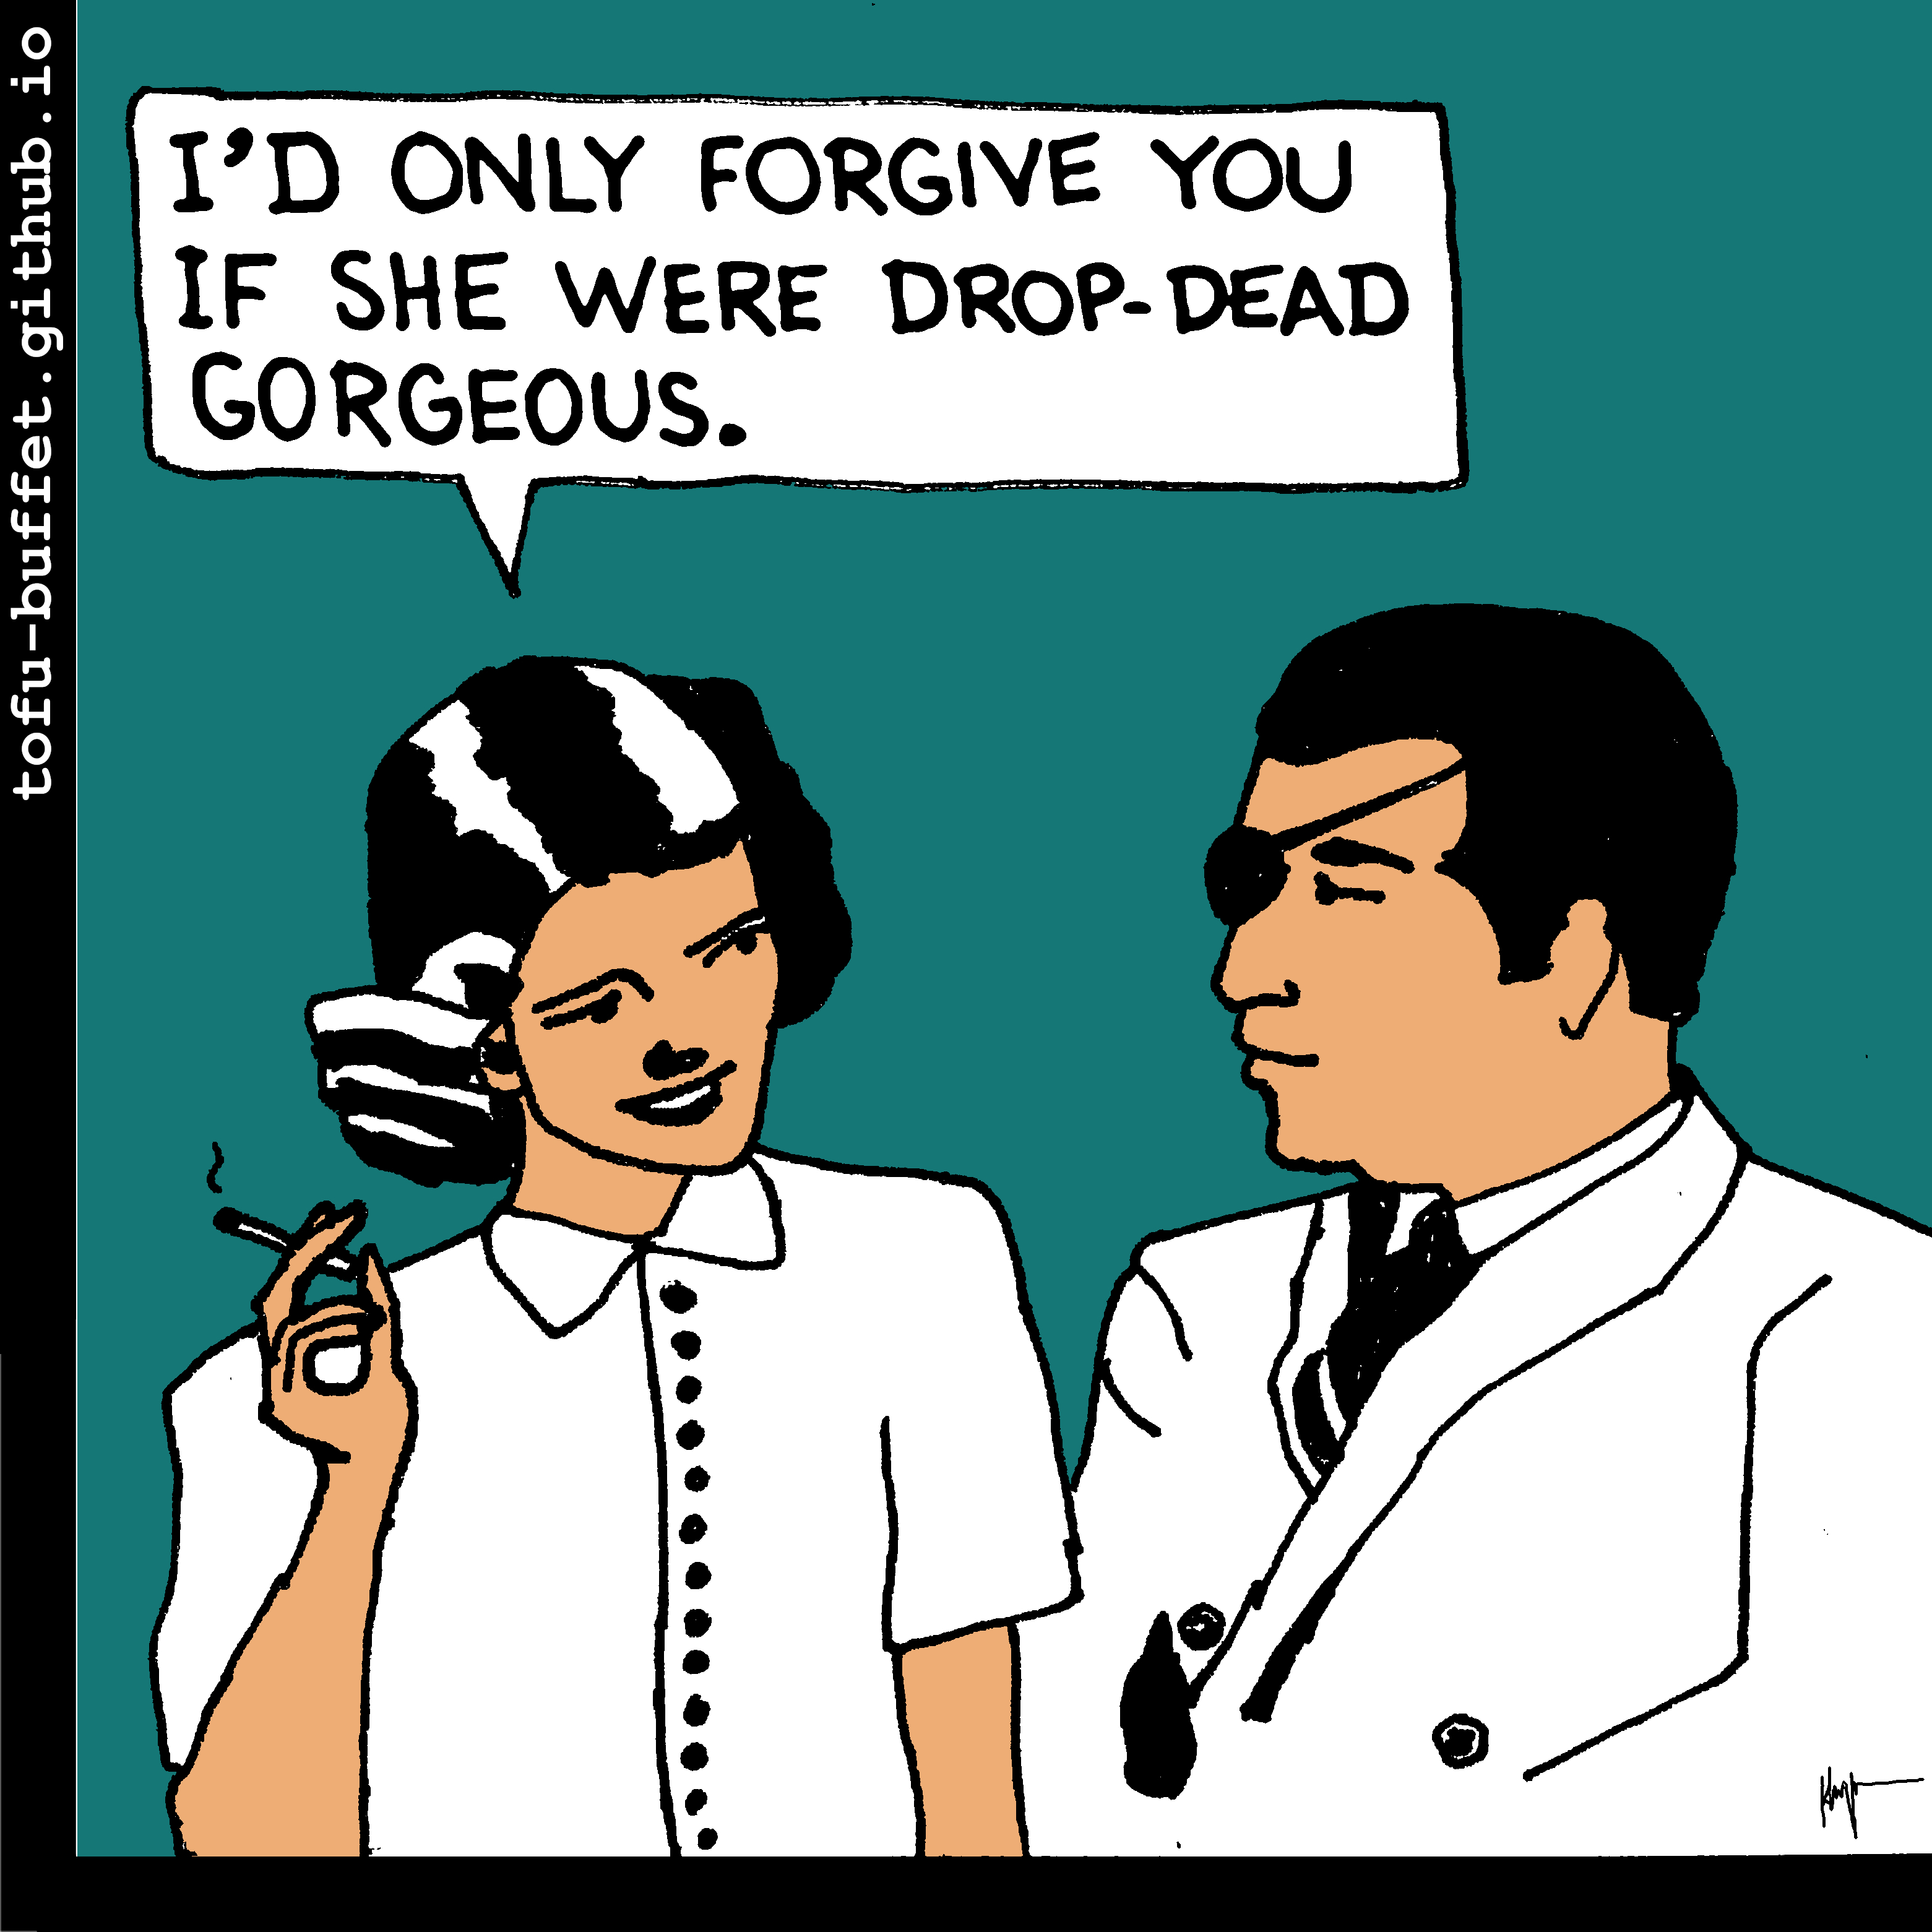 tofu-buffet.github.io
I'D ONLY FORGIVE YOU
IF SHE WERE DROP-DEAD
GORGEOUS.